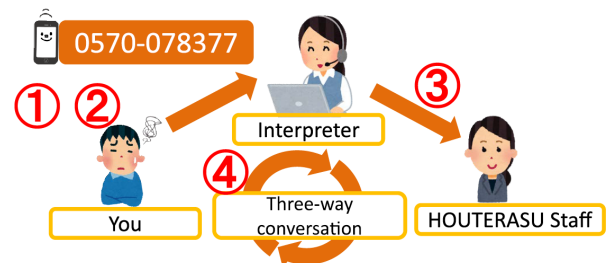 0570-078377
① ②
③
Interpreter
④
Three-way
conversation
You
HOUTERASU Staff